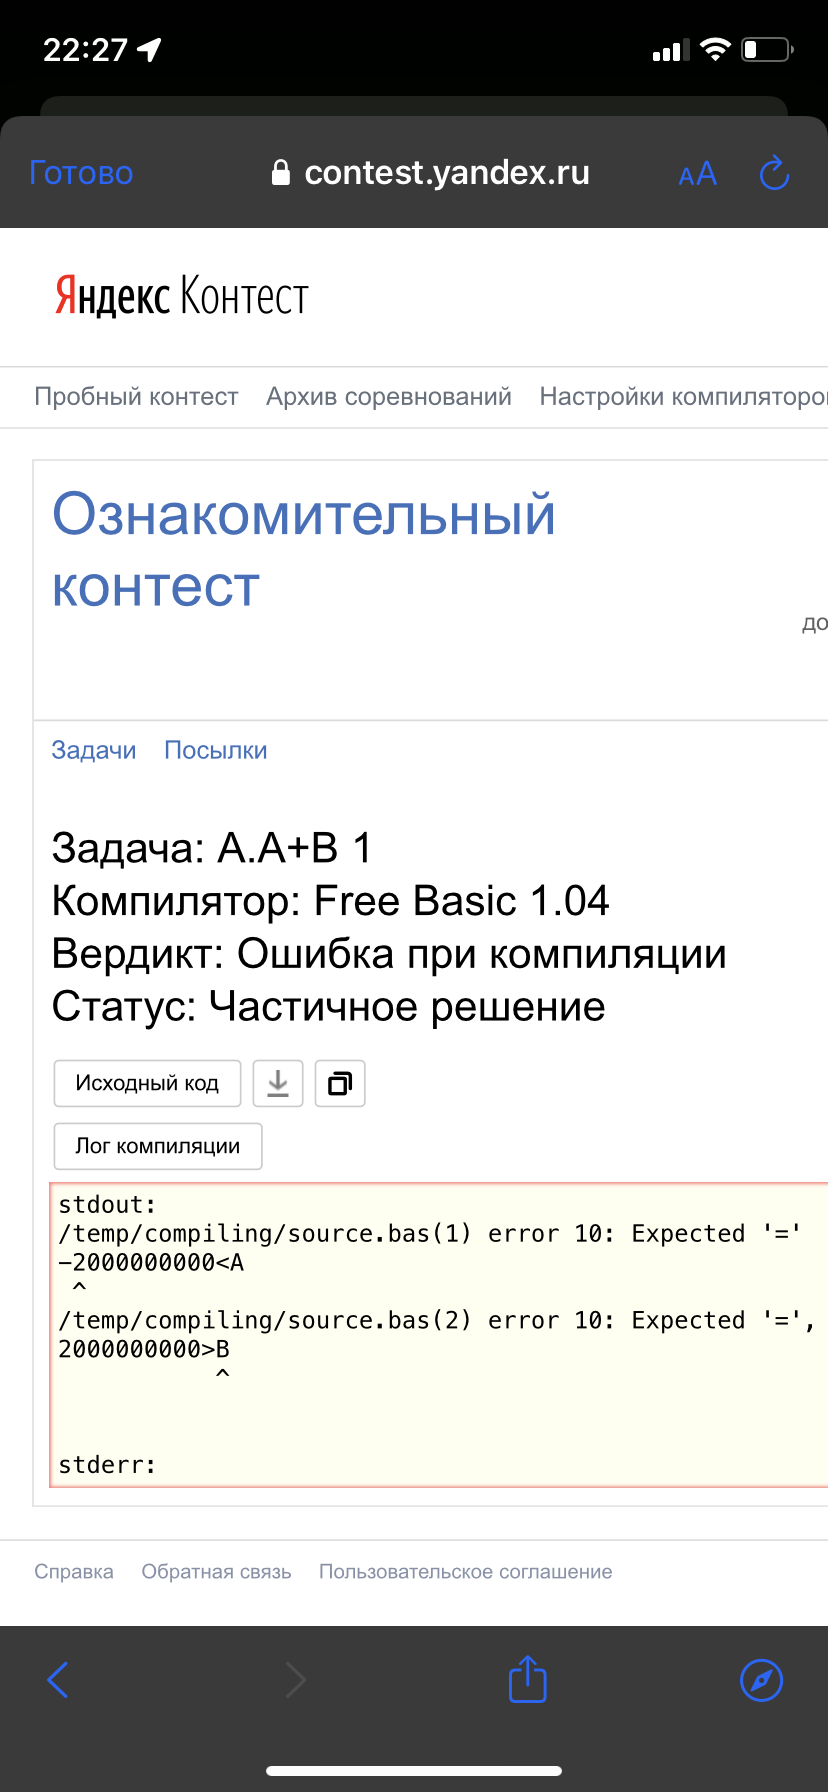 22:27
Готово
contest.yandex.ru
AA
Яндекс Контест
Пробный контест Архив соревнований Настройки компиляторо
Ознакомительный
контест
до
Задачи Посылки
Задача: A.A+B 1
Компилятор: Free Basic 1.04
Вердикт: Ошибка при компиляции
Статус: Частичное решение
Исходный код
Лог компиляции
stdout:
/temp/compiling/source.bas(1) error 10: Expected '='
-2000000000<A
^
/temp/compiling/source.bas(2) error 10: Expected '=',
2000000000>B
^
stderr:
Справка Обратная связь Пользовательское соглашение